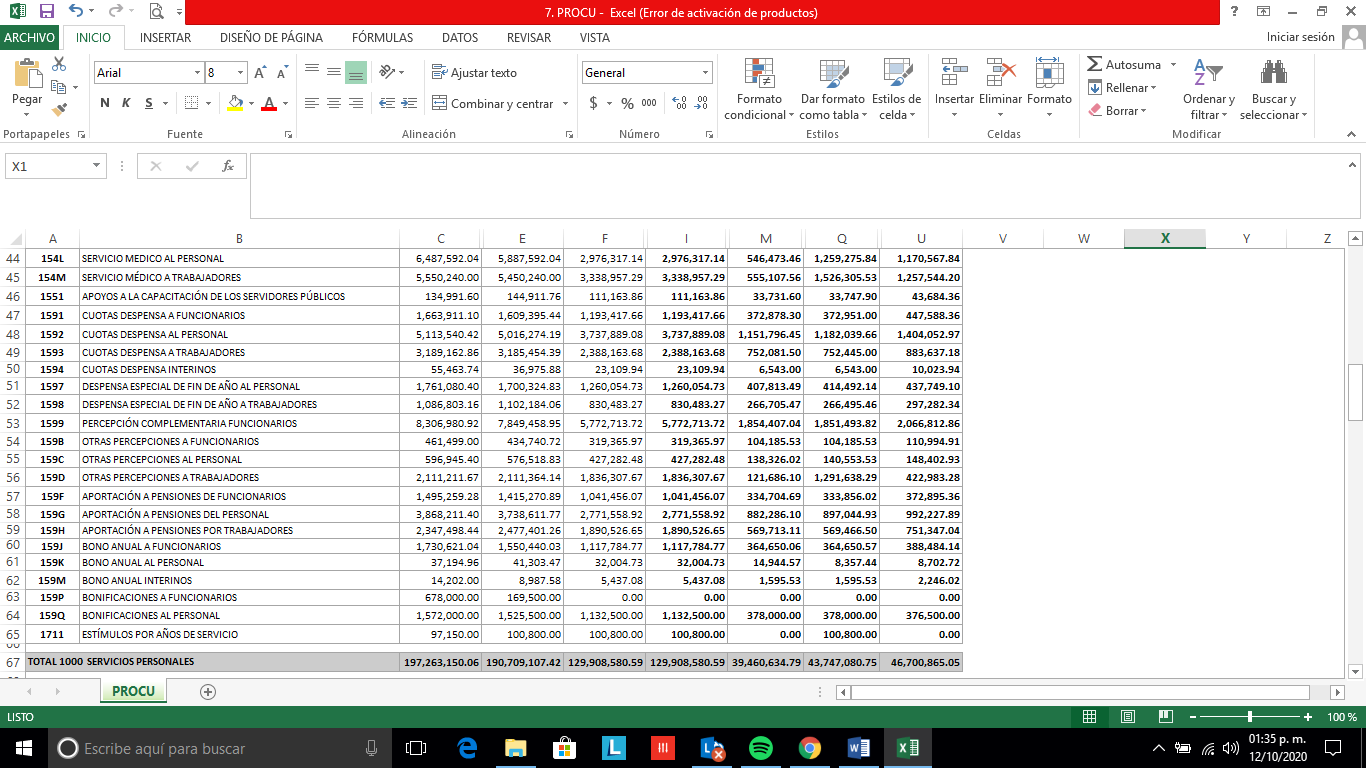 7. PROCU - Excel (Error de activación de productos)
ARCHIVO INICIO INSERTAR DISEÑO DE PÁGINA FÓRMULAS DATOS REVISAR VISTA Iniciar sesión
Pegar
Arial 8
N K S
Ajustar texto
Combinar y centrar
General
$ % 000
Formato condicional
Dar formato como tabla
Estilos de celda
Insertar Eliminar Formato
Autosuma
Rellenar
Borrar
Ordenar y filtrar
Buscar y seleccionar
Portapapeles Fuente Alineación Número Estilos Celdas Modificar
X1 fx
A B C E F I M Q U V W X Y Z
44 154L SERVICIO MEDICO AL PERSONAL 6,487,592.04 5,887,592.04 2,976,317.14 2,976,317.14 546,473.46 1,259,275.84 1,170,567.84
45 154M SERVICIO MÉDICO A TRABAJADORES 5,550,240.00 5,450,240.00 3,338,957.29 3,338,957.29 555,107.56 1,526,305.53 1,257,544.20
46 1551 APOYOS A LA CAPACITACIÓN DE LOS SERVIDORES PÚBLICOS 134,991.60 144,911.76 111,163.86 111,163.86 33,731.60 33,747.90 43,684.36
47 1591 CUOTAS DESPENSA A FUNCIONARIOS 1,663,911.10 1,609,395.44 1,193,417.66 1,193,417.66 372,878.30 372,951.00 447,588.36
48 1592 CUOTAS DESPENSA AL PERSONAL 5,113,540.42 5,016,274.19 3,737,889.08 3,737,889.08 1,151,796.45 1,182,039.66 1,404,052.97
49 1593 CUOTAS DESPENSA A TRABAJADORES 3,189,162.86 3,185,454.39 2,388,163.68 2,388,163.68 752,081.50 752,445.00 883,637.18
50 1594 CUOTAS DESPENSA INTERINOS 55,463.74 36,975.88 23,109.94 23,109.94 6,543.00 6,543.00 10,023.94
51 1597 DESPENSA ESPECIAL DE FIN DE AÑO AL PERSONAL 1,761,080.40 1,700,324.83 1,260,054.73 1,260,054.73 407,813.49 414,492.14 437,749.10
52 1598 DESPENSA ESPECIAL DE FIN DE AÑO A TRABAJADORES 1,086,803.16 1,102,184.06 830,483.27 830,483.27 266,705.47 266,495.46 297,282.34
53 1599 PERCEPCIÓN COMPLEMENTARIA FUNCIONARIOS 8,306,980.92 7,849,458.95 5,772,713.72 5,772,713.72 1,854,407.04 1,851,493.82 2,066,812.86
54 159B OTRAS PERCEPCIONES A FUNCIONARIOS 461,499.00 434,740.72 319,365.97 319,365.97 104,185.53 104,185.53 110,994.91
55 159C OTRAS PERCEPCIONES AL PERSONAL 596,945.40 576,518.83 427,282.48 427,282.48 138,326.02 140,553.53 148,402.93
56 159D OTRAS PERCEPCIONES A TRABAJADORES 2,111,211.67 2,111,364.14 1,836,307.67 1,836,307.67 121,686.10 1,291,638.29 422,983.28
57 159F APORTACIÓN A PENSIONES DE FUNCIONARIOS 1,495,259.28 1,415,270.89 1,041,456.07 1,041,456.07 334,704.69 333,856.02 372,895.36
58 159G APORTACIÓN A PENSIONES DEL PERSONAL 3,868,211.40 3,738,611.77 2,771,558.92 2,771,558.92 882,286.10 897,044.93 992,227.89
59 159H APORTACIÓN A PENSIONES POR TRABAJADORES 2,347,498.44 2,477,401.26 1,890,526.65 1,890,526.65 569,713.11 569,466.50 751,347.04
60 159J BONO ANUAL A FUNCIONARIOS 1,730,621.04 1,550,440.03 1,117,784.77 1,117,784.77 364,650.06 364,650.57 388,484.14
61 159K BONO ANUAL AL PERSONAL 37,194.96 41,303.47 32,004.73 32,004.73 14,944.57 8,357.44 8,702.72
62 159M BONO ANUAL INTERINOS 14,202.00 8,987.58 5,437.08 5,437.08 1,595.53 1,595.53 2,246.02
63 159P BONIFICACIONES A FUNCIONARIOS 678,000.00 169,500.00 0.00 0.00 0.00 0.00 0.00
64 159Q BONIFICACIONES AL PERSONAL 1,572,000.00 1,525,500.00 1,132,500.00 1,132,500.00 378,000.00 378,000.00 376,500.00
65 1711 ESTÍMULOS POR AÑOS DE SERVICIO 97,150.00 100,800.00 100,800.00 100,800.00 0.00 100,800.00 0.00
67 TOTAL 1000 SERVICIOS PERSONALES 197,263,150.06 190,709,107.42 129,908,580.59 129,908,580.59 39,460,634.79 43,747,080.75 46,700,865.05
PROCU
LISTO 100 %
Escribe aquí para buscar
01:35 p. m.
12/10/2020